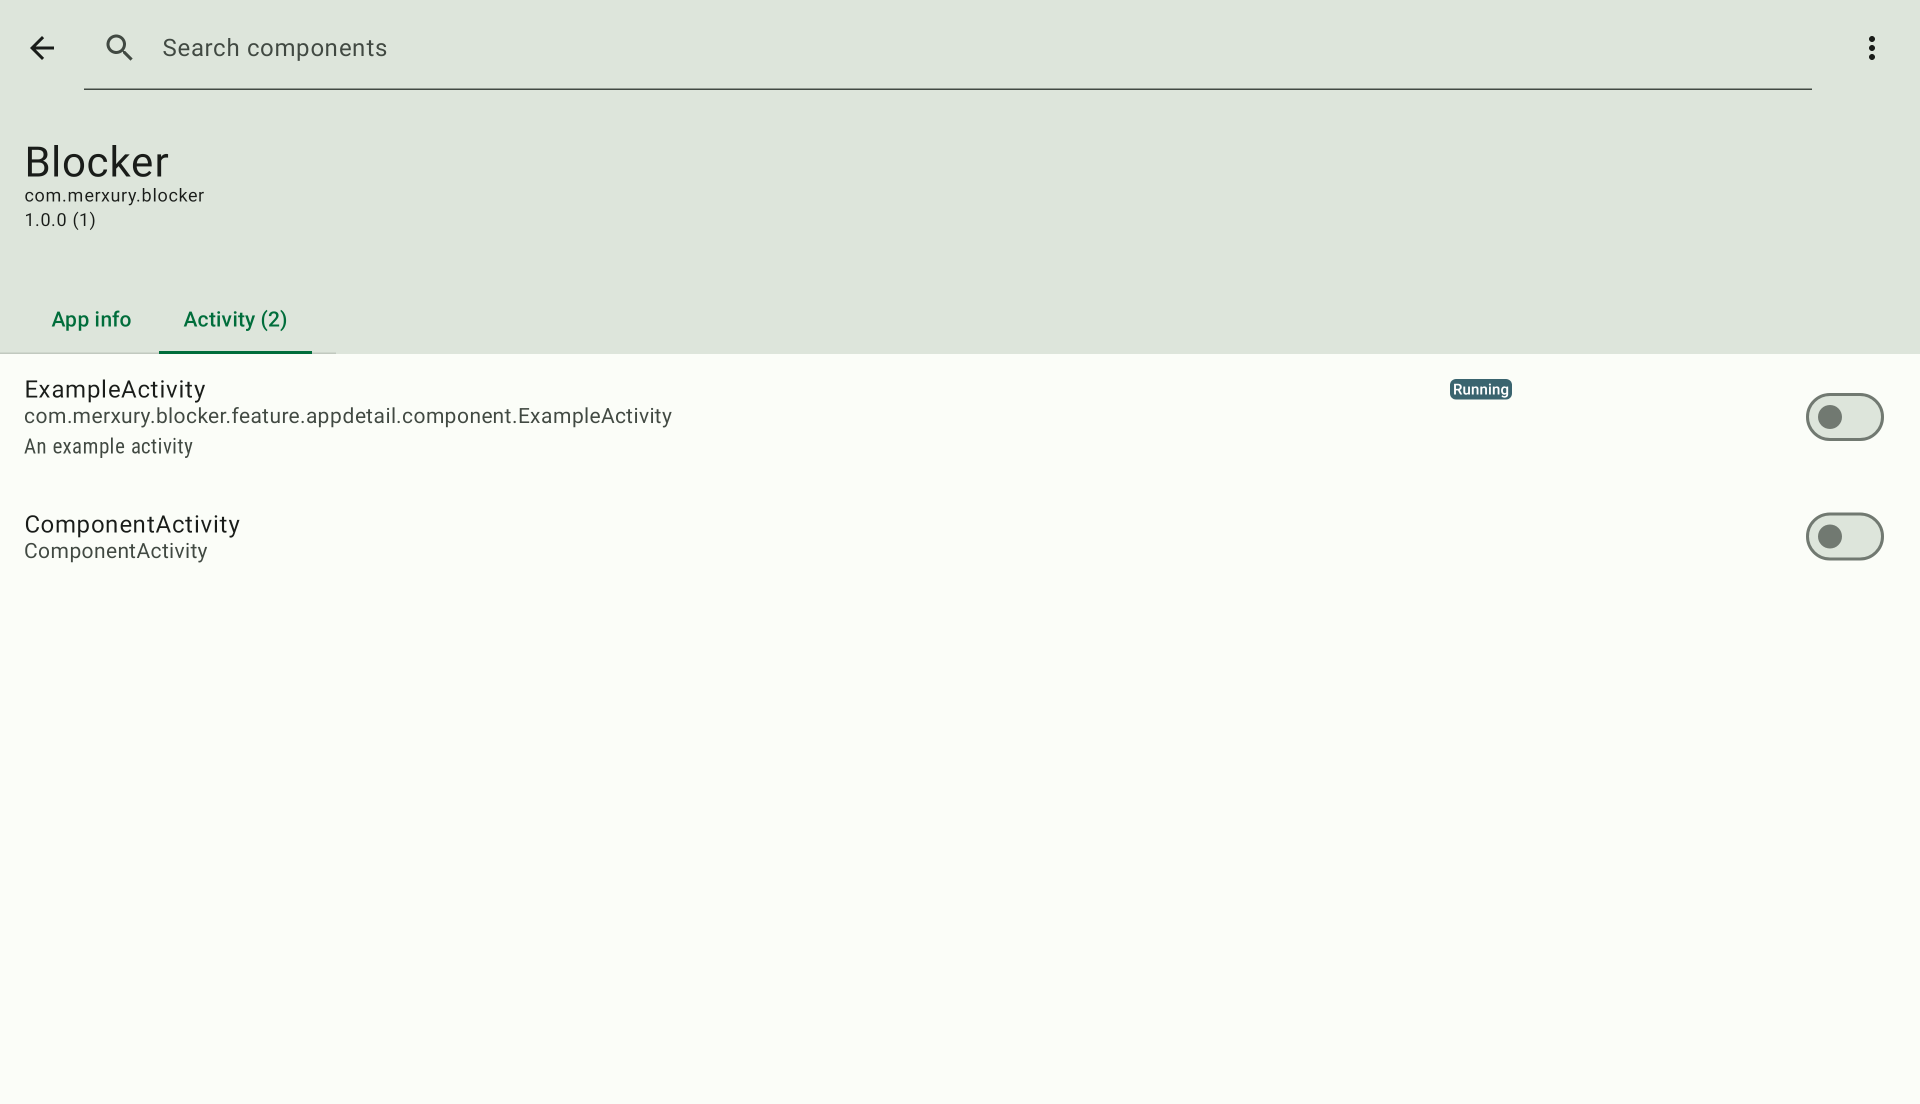 Search components
Blocker
com.merxury.blocker
1.0.0 (1)
App info
Activity (2)
ExampleActivity
Running
com.merxury.blocker.feature.appdetail.component.ExampleActivity
An example activity
ComponentActivity
ComponentActivity